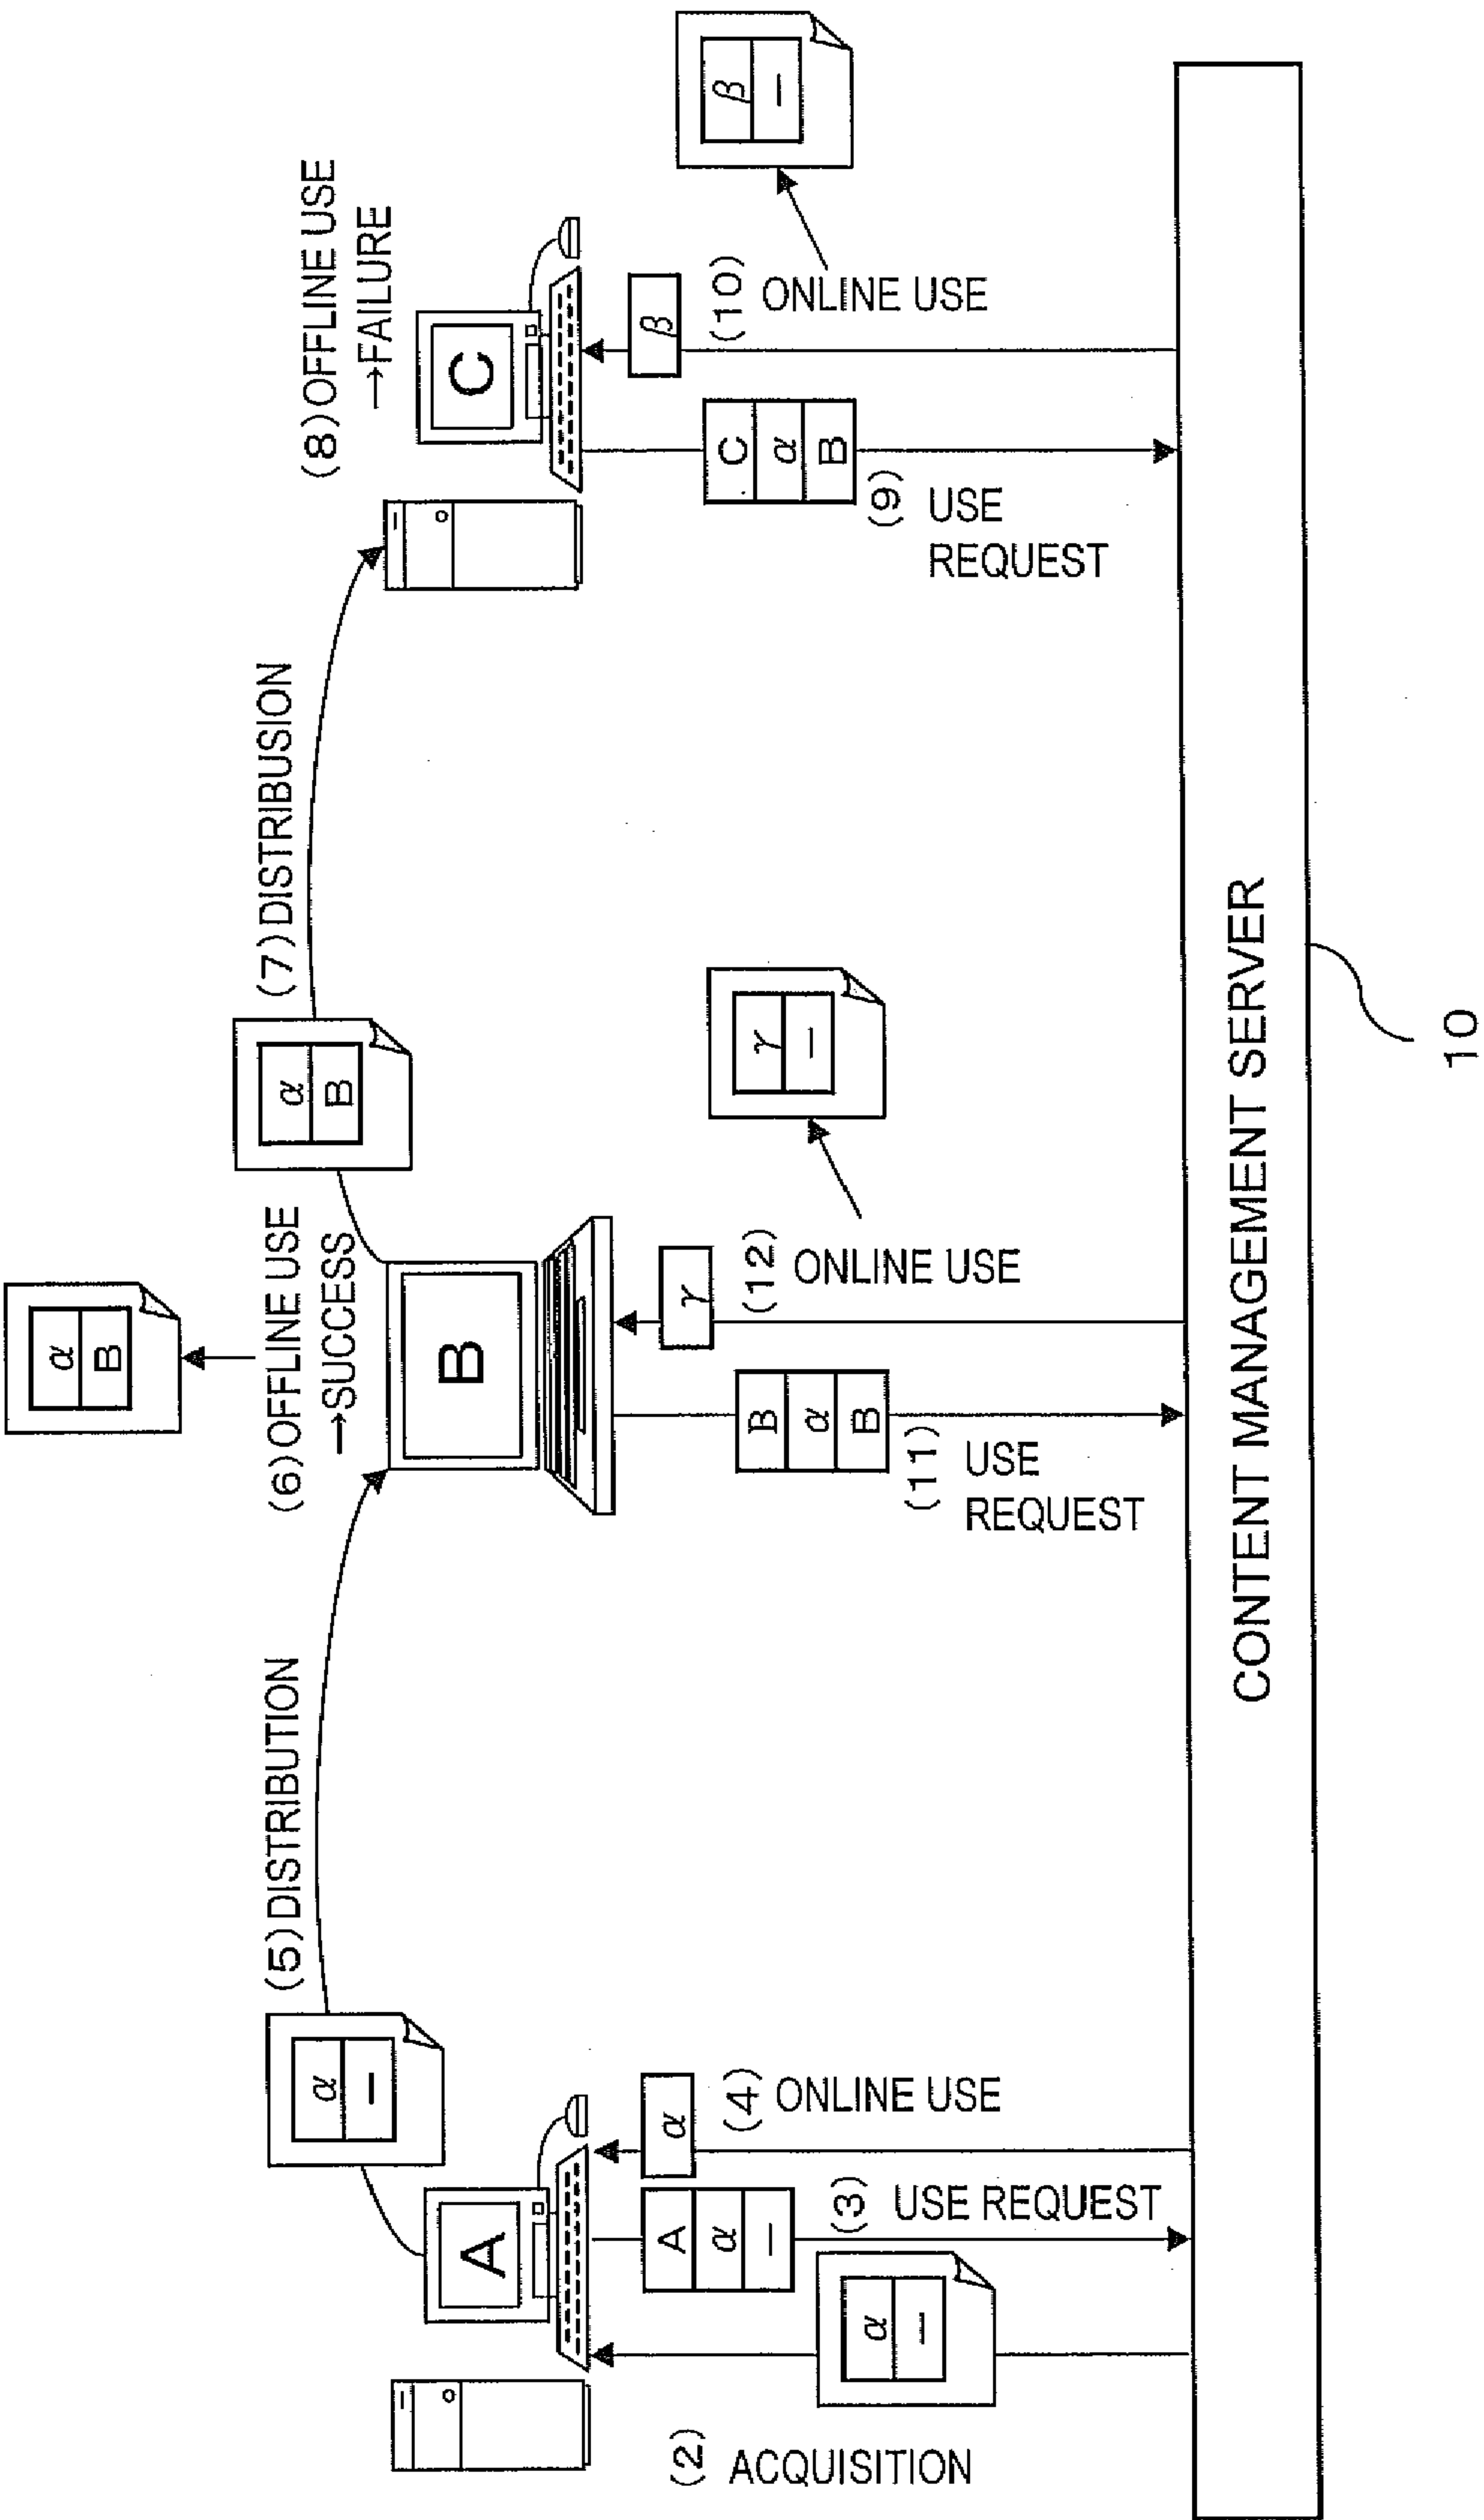 α
B
(6) OFFLINE USE
→SUCCESS
(5) DISTRIBUTION
α
—
α
B
(7) DISTRIBUSION
(8) OFFLINE USE
→FAILURE
A
B
C
(2) ACQUISITION
α
—
A
α
—
(3) USE REQUEST
α
(4) ONLINE USE
B
α
B
(11) USE
REQUEST
γ
(12) ONLINE USE
γ
—
C
α
B
(9) USE
REQUEST
β
(10) ONLINE USE
β
—
CONTENT MANAGEMENT SERVER
10